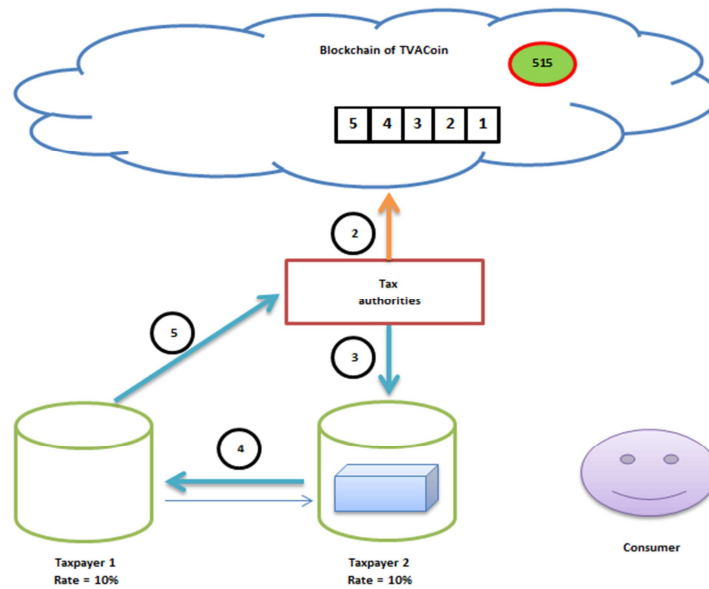 Blockchain of TVACoin
515
5 4 3 2 1
2
Tax
authorities
5
3
4
Taxpayer 1
Rate = 10%
Taxpayer 2
Rate = 10%
Consumer